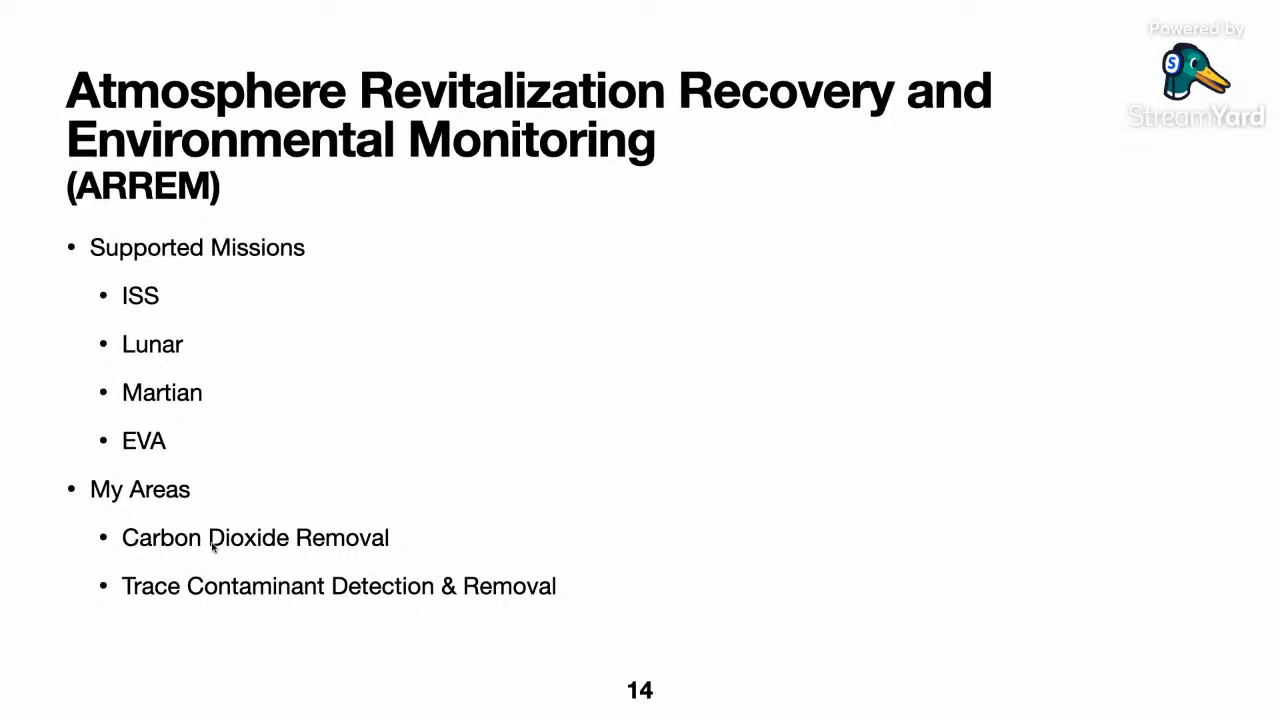 Powered by
S
StreamYard
Atmosphere Revitalization Recovery and
Environmental Monitoring
(ARREM)
• Supported Missions
• ISS
• Lunar
• Martian
• EVA
• My Areas
• Carbon Dioxide Removal
• Trace Contaminant Detection & Removal
14